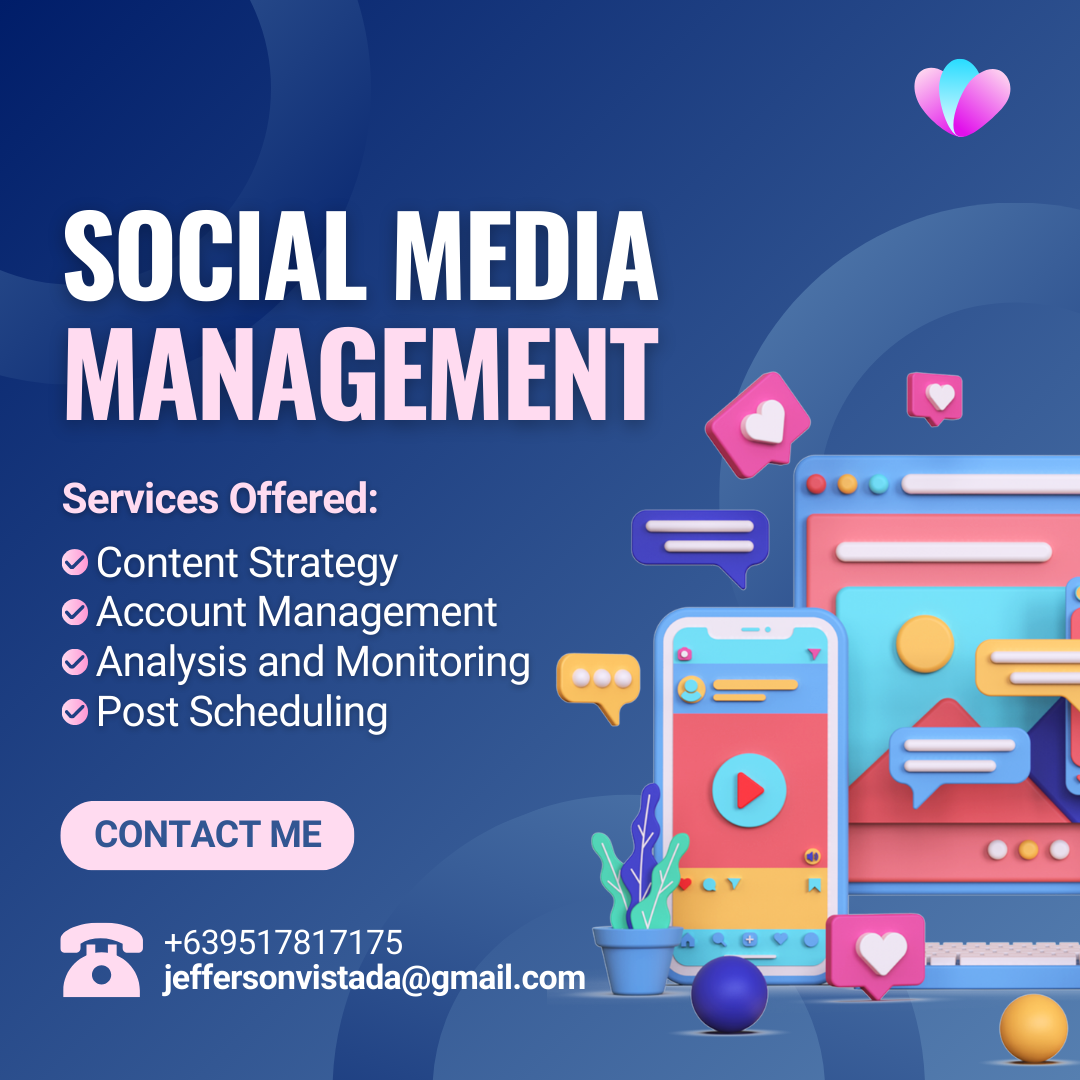 SOCIAL MEDIA
MANAGEMENT
Services Offered:
Content Strategy
Account Management
Analysis and Monitoring
Post Scheduling
CONTACT ME
+639517817175
jeffersonvistada@gmail.com